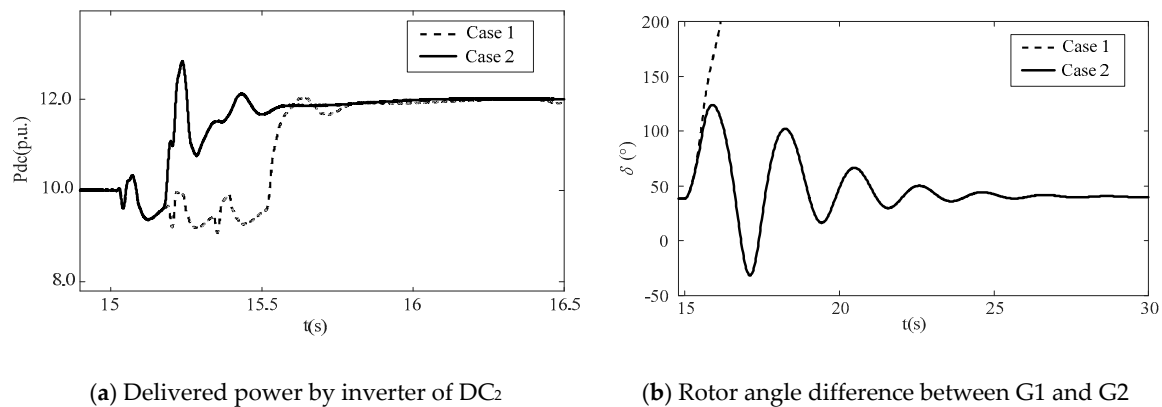 Case 1
Case 2
Pdc(p.u.)
12.0
10.0
8.0
15
15.5
16
16.5
t(s)
(a) Delivered power by inverter of DC2
Case 1
Case 2
δ (°)
200
150
100
50
0
-50
15
20
25
30
t(s)
(b) Rotor angle difference between G1 and G2